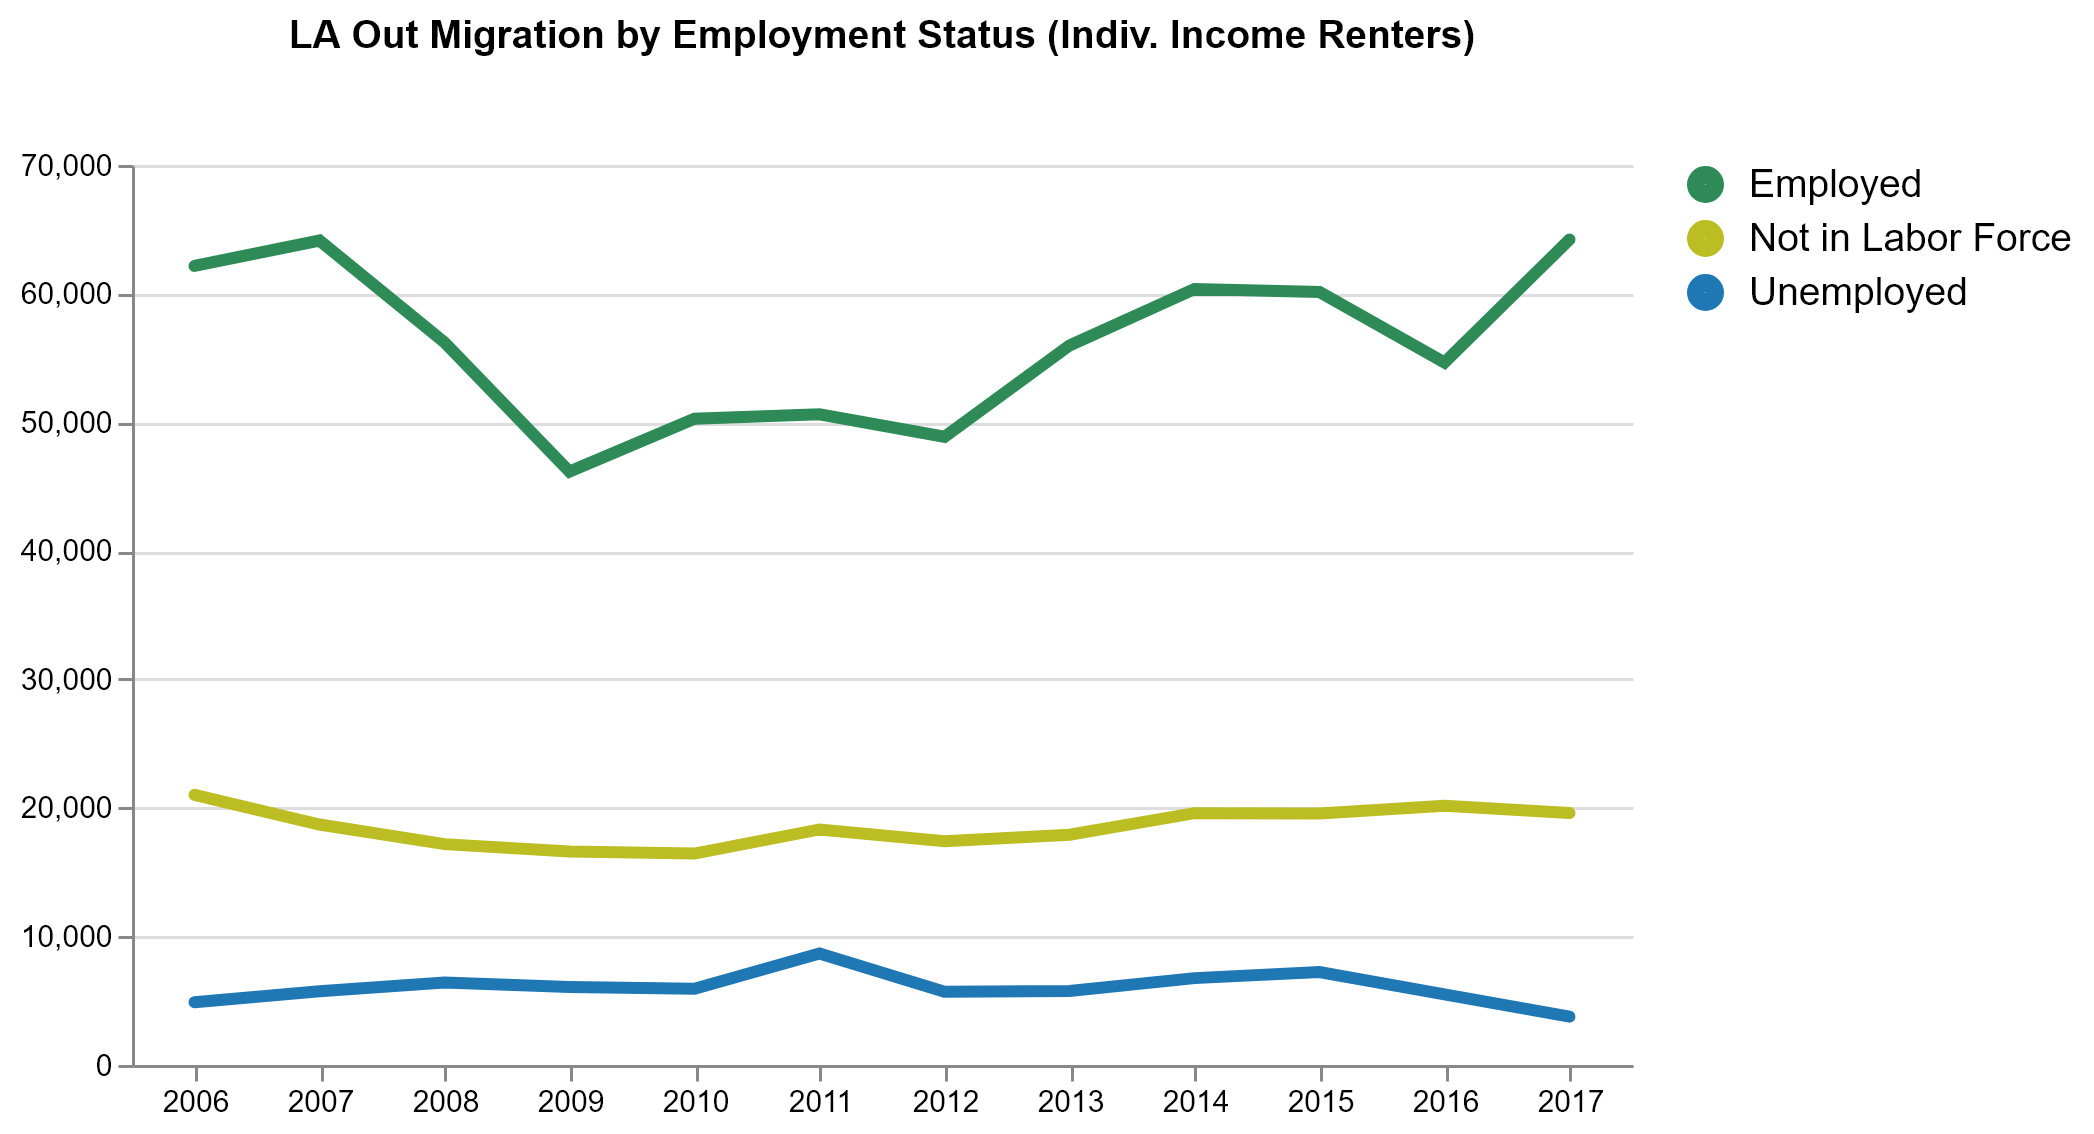 LA Out Migration by Employment Status (Indiv. Income Renters)
70,000
60,000
50,000
40,000
30,000
20,000
10,000
0
2006 2007 2008 2009 2010 2011 2012 2013 2014 2015 2016 2017
Employed
Not in Labor Force
Unemployed